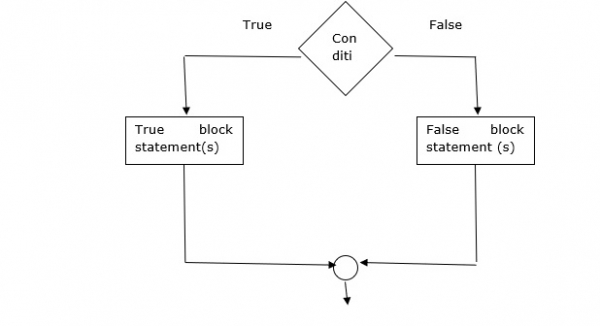 True
False
Con
diti
True block
statement(s)
False block
statement (s)